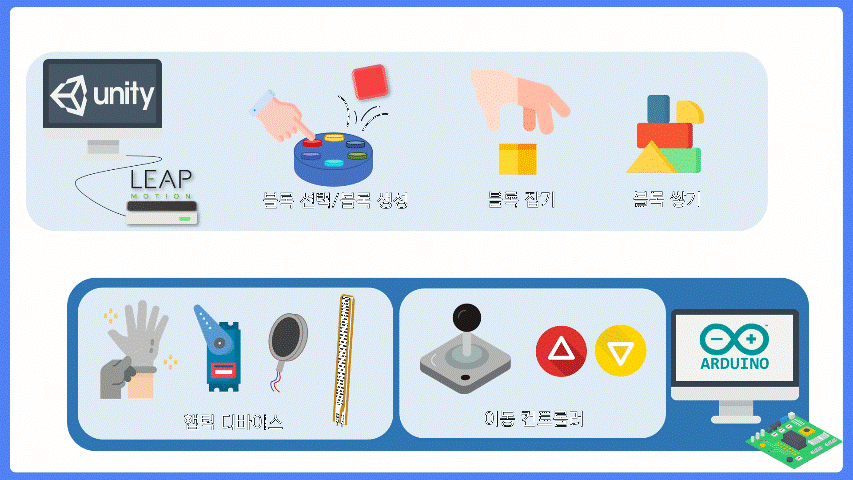 unity
LEAP
MOTION
블록 선택/블록 생성
블록 잡기
블록 쌓기
햅틱 디바이스
이동 컨트롤러
ARDUINO